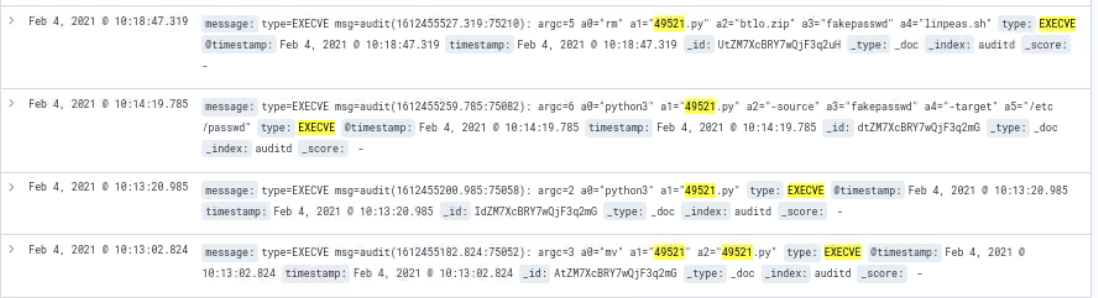 Feb 4, 2021 @ 10:18:47.319 message: type=EXECVE msg=audit(1612455527.319:75210): argc=5 a0="rm" a1="49521.py" a2="btlo.zip" a3="fakepasswd" a4="linpeas.sh" type: EXECVE
@timestamp: Feb 4, 2021 @ 10:18:47.319 timestamp: Feb 4, 2021 @ 10:18:47.319 _id: UtZM7XcBRY7wQjF3q2uH _type: _doc _index: auditd _score:
-
Feb 4, 2021 @ 10:14:19.785 message: type=EXECVE msg=audit(1612455259.785:75082): argc=6 a0="python3" a1="49521.py" a2="-source" a3="fakepasswd" a4="-target" a5="/etc
/passwd" type: EXECVE @timestamp: Feb 4, 2021 @ 10:14:19.785 timestamp: Feb 4, 2021 @ 10:14:19.785 _id: dtZM7XcBRY7wQjF3q2mG _type: _doc
_index: auditd _score: -
Feb 4, 2021 @ 10:13:20.985 message: type=EXECVE msg=audit(1612455200.985:75058): argc=2 a0="python3" a1="49521.py" type: EXECVE @timestamp: Feb 4, 2021 @ 10:13:20.985
timestamp: Feb 4, 2021 @ 10:13:20.985 _id: IdZM7XcBRY7wQjF3q2mG _type: _doc _index: auditd _score: -
Feb 4, 2021 @ 10:13:02.824 message: type=EXECVE msg=audit(1612455182.824:75052): argc=3 a0="mv" a1="49521" a2="49521.py" type: EXECVE @timestamp: Feb 4, 2021 @
10:13:02.824 timestamp: Feb 4, 2021 @ 10:13:02.824 _id: AtZM7XcBRY7wQjF3q2mG _type: _doc _index: auditd _score: -